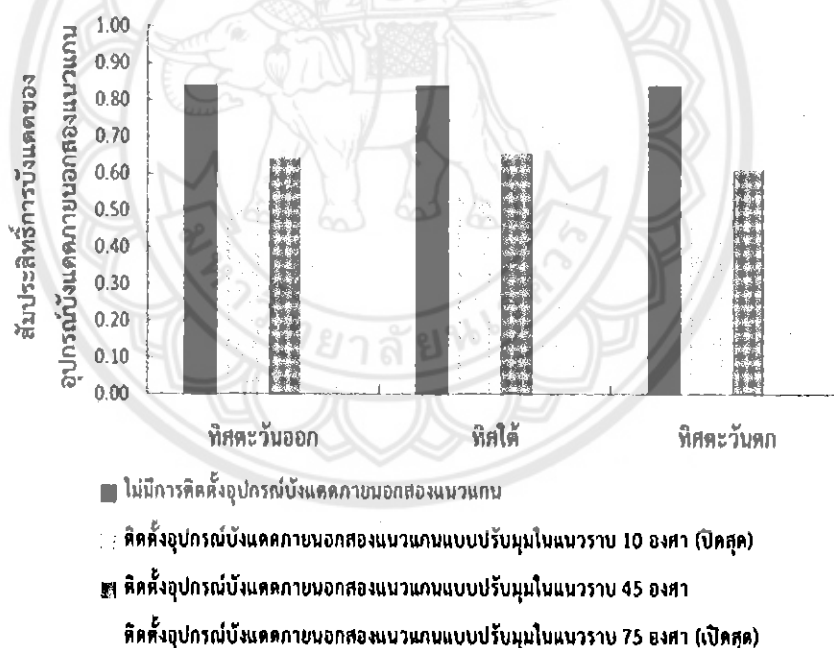 สัมประสิทธิ์การบังแดดของ
อุปกรณ์บังแดดภายนอกสองแนวแกน
1.00
0.90
0.80
0.70
0.60
0.50
0.40
0.30
0.20
0.10
0.00
ทิศตะวันออก ทิศใต้ ทิศตะวันตก
ไม่มีการติดตั้งอุปกรณ์บังแดดภายนอกสองแนวแกน
ติดตั้งอุปกรณ์บังแดดภายนอกสองแนวแกนแบบปรับมุมในแนวราบ 10 องศา (ปิดสุด)
ติดตั้งอุปกรณ์บังแดดภายนอกสองแนวแกนแบบปรับมุมในแนวราบ 45 องศา
ติดตั้งอุปกรณ์บังแดดภายนอกสองแนวแกนแบบปรับมุมในแนวราบ 75 องศา (เปิดสุด)